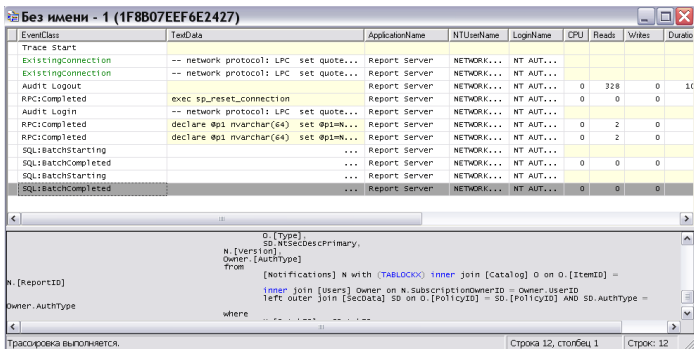 Без имени - 1 (1F8B07EEF6E2427)
EventClass TextData ApplicationName NTUserName LoginName CPU Reads Writes Duratio
Trace Start
ExistingConnection -- network protocol: LPC set quote... Report Server NETWORK... NT AUT...
ExistingConnection -- network protocol: LPC set quote... Report Server NETWORK... NT AUT...
Audit Logout Report Server NETWORK... NT AUT... 0 328 0 10
RPC:Completed exec sp_reset_connection Report Server NETWORK... NT AUT... 0 0 0
Audit Login -- network protocol: LPC set quote... Report Server NETWORK... NT AUT...
RPC:Completed declare @p1 nvarchar(64) set @p1=N... Report Server NETWORK... NT AUT... 0 2 0
RPC:Completed declare @p1 nvarchar(64) set @p1=N... Report Server NETWORK... NT AUT... 0 2 0
SQL:BatchStarting ... Report Server NETWORK... NT AUT...
SQL:BatchCompleted ... Report Server NETWORK... NT AUT... 0 0 0
SQL:BatchStarting ... Report Server NETWORK... NT AUT...
SQL:BatchCompleted ... Report Server NETWORK... NT AUT... 0 0 0
O.[Type],
SD.NtSecDescPrimary,
N.[Version],
Owner.[AuthType]
from
[Notifications] N with (TABLOCKX) inner join [Catalog] O on O.[ItemID] =
N.[ReportID]
inner join [Users] Owner on N.SubscriptionOwnerID = Owner.UserID
left outer join [SecData] SD on O.[PolicyID] = SD.[PolicyID] AND SD.AuthType =
Owner.AuthType
where
Трассировка выполняется. Строка 12, столбец 1 Строк: 12